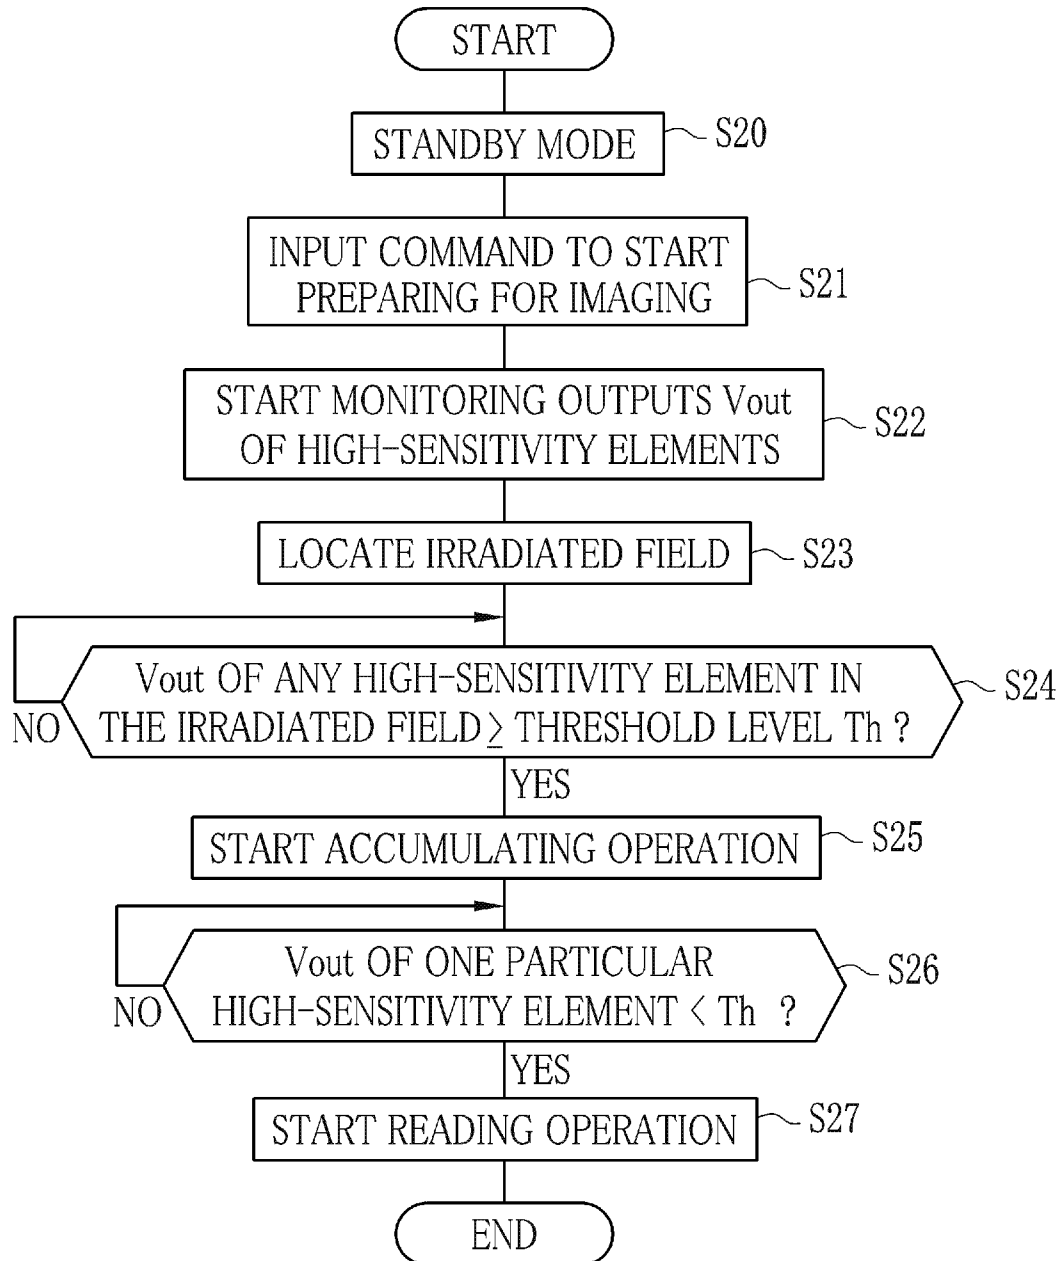 START
STANDBY MODE
S20
INPUT COMMAND TO START
PREPARING FOR IMAGING
S21
START MONITORING OUTPUTS Vout
OF HIGH-SENSITIVITY ELEMENTS
S22
LOCATE IRRADIATED FIELD
S23
Vout OF ANY HIGH-SENSITIVITY ELEMENT IN
THE IRRADIATED FIELD ≥ THRESHOLD LEVEL Th ?
S24
NO
YES
START ACCUMULATING OPERATION
S25
Vout OF ONE PARTICULAR
HIGH-SENSITIVITY ELEMENT < Th ?
S26
NO
YES
START READING OPERATION
S27
END